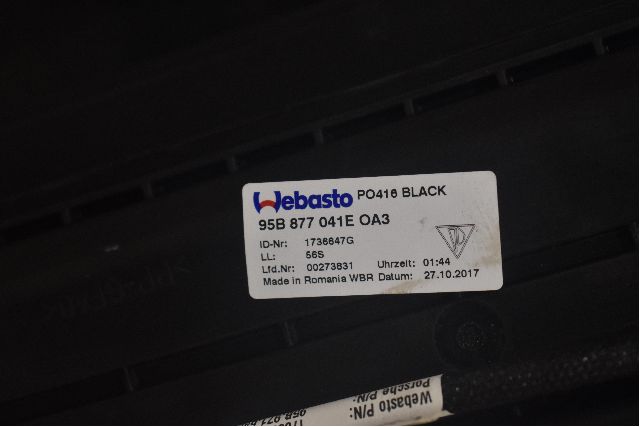 Webasto PO416 BLACK
95B 877 041E OA3
ID-Nr: 1736647G
LL: 56S
Lfd.Nr: 00273631 Uhrzeit: 01:44
Made in Romania WBR Datum: 27.10.2017
Webasto P/N:
Porsche P/N: